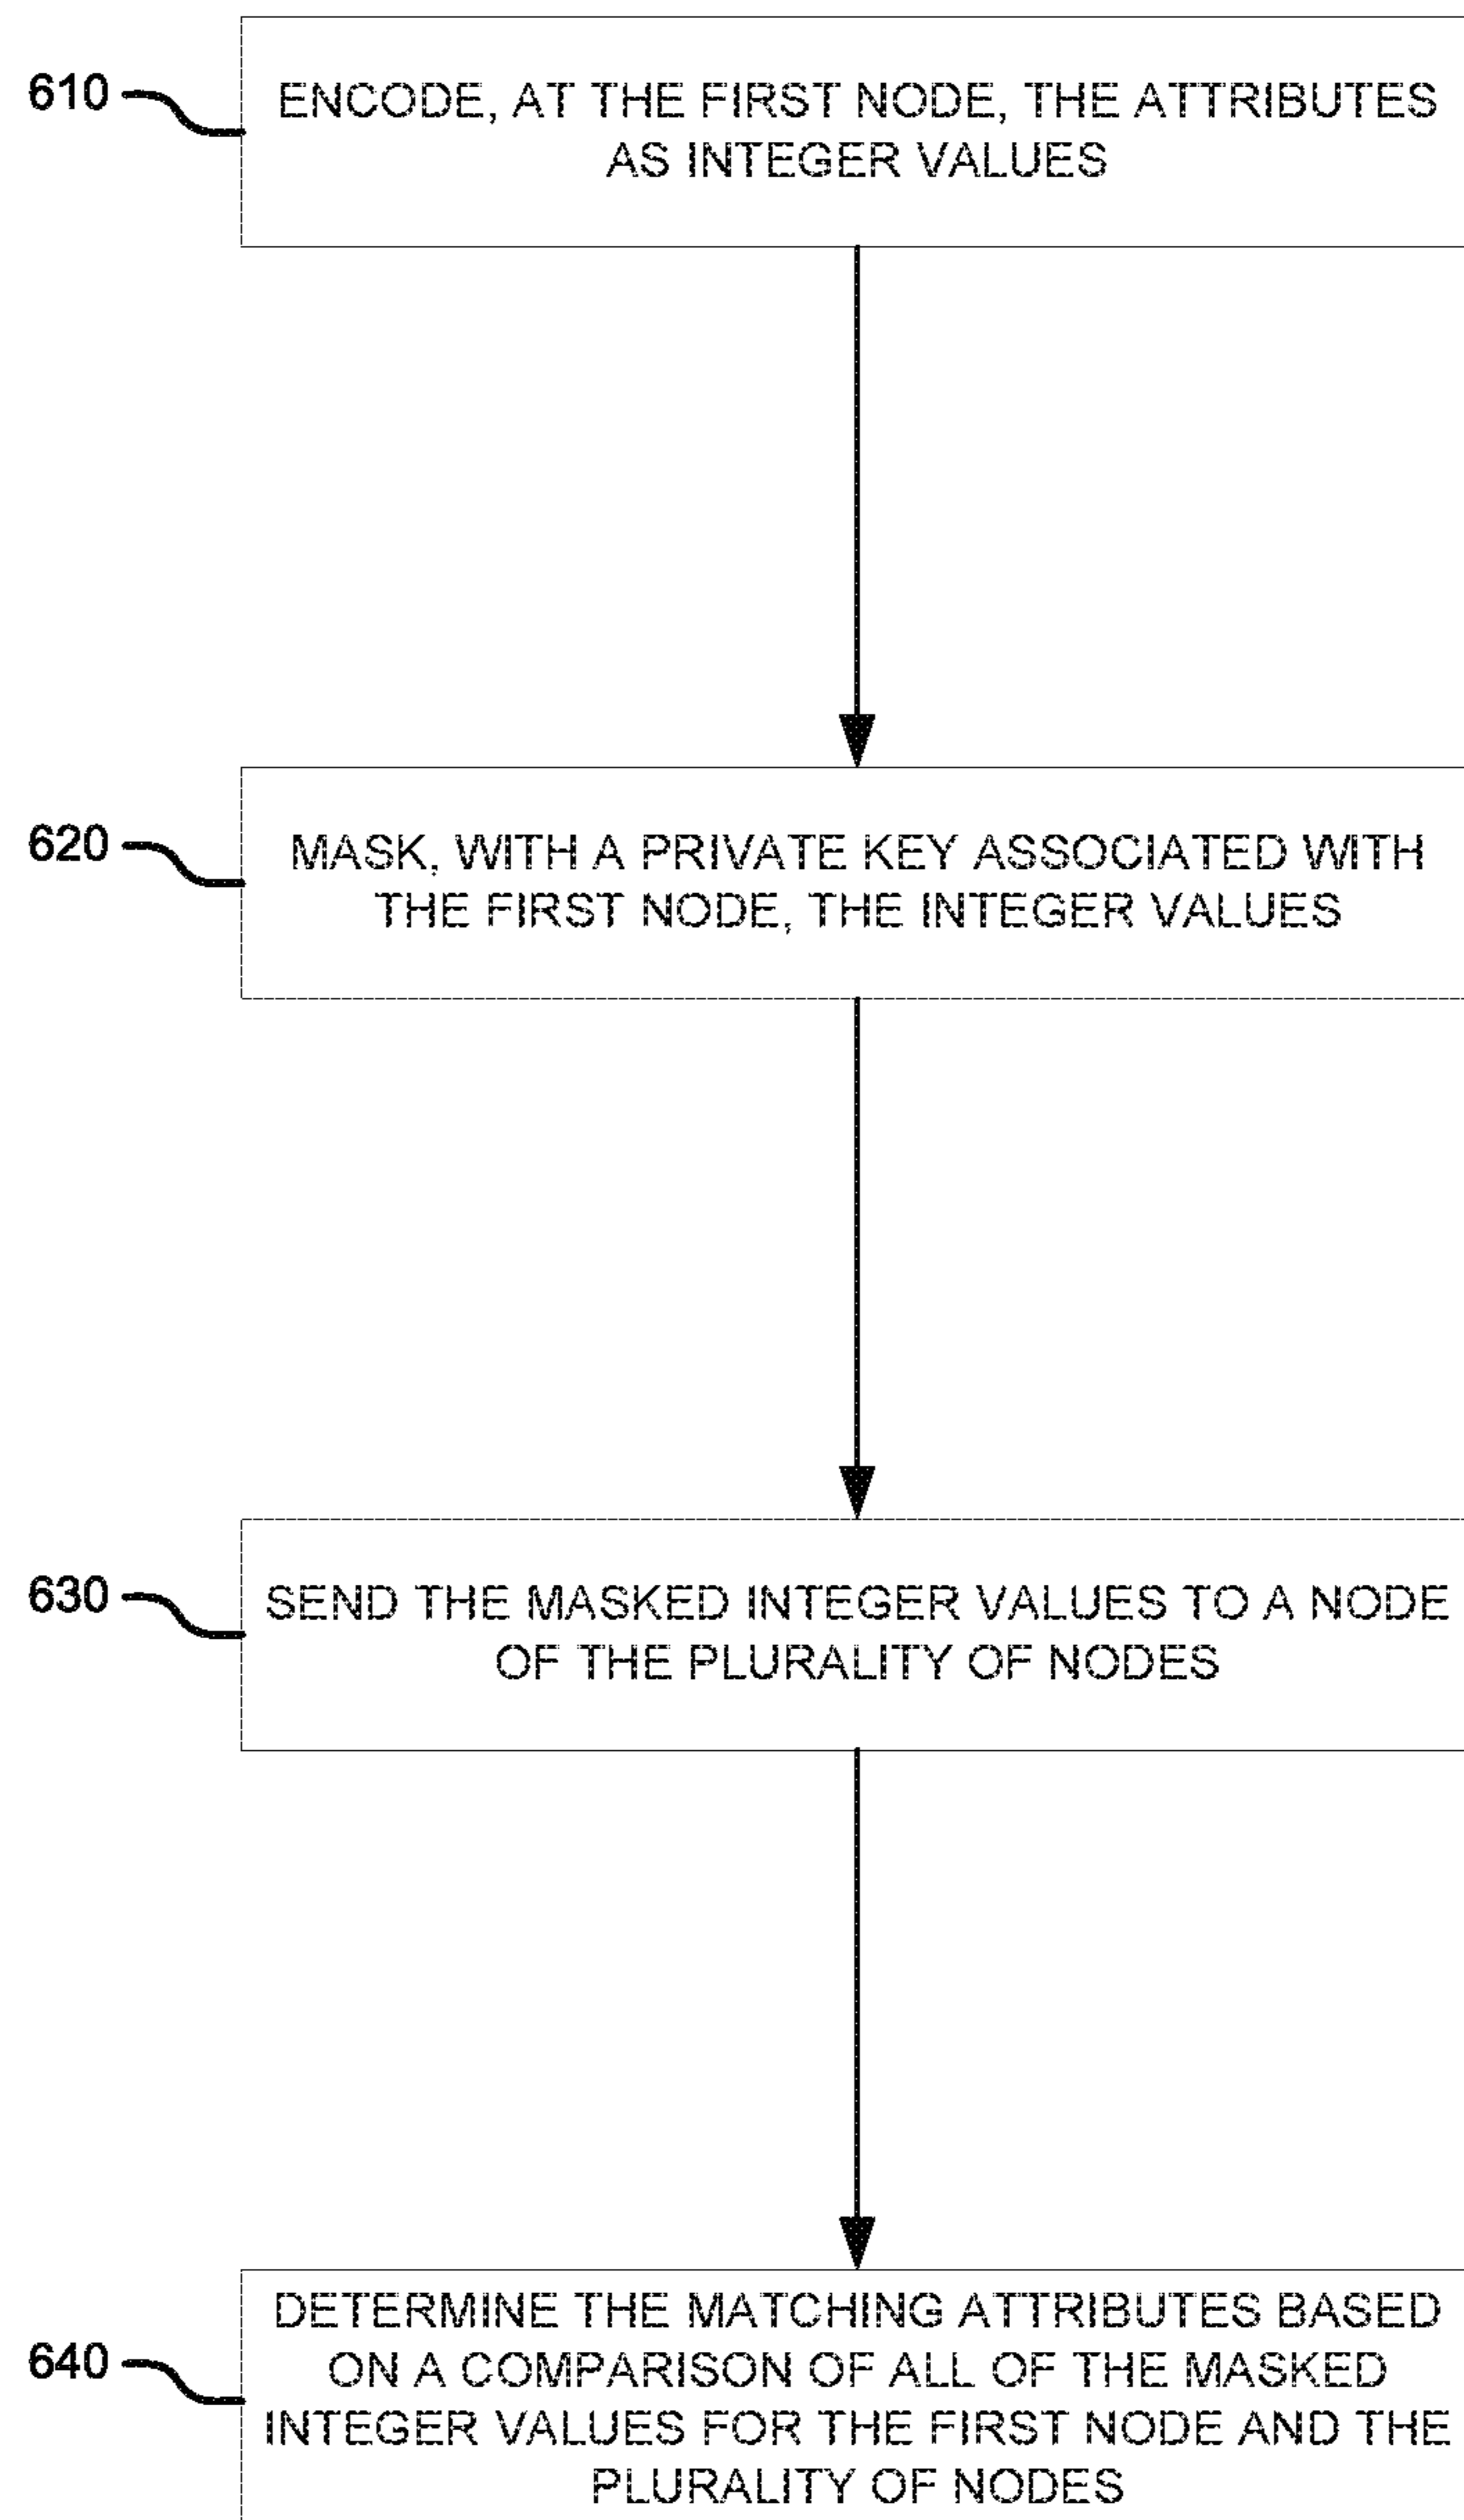 610
ENCODE, AT THE FIRST NODE, THE ATTRIBUTES
AS INTEGER VALUES
620
MASK, WITH A PRIVATE KEY ASSOCIATED WITH
THE FIRST NODE, THE INTEGER VALUES
630
SEND THE MASKED INTEGER VALUES TO A NODE
OF THE PLURALITY OF NODES
640
DETERMINE THE MATCHING ATTRIBUTES BASED
ON A COMPARISON OF ALL OF THE MASKED
INTEGER VALUES FOR THE FIRST NODE AND THE
PLURALITY OF NODES